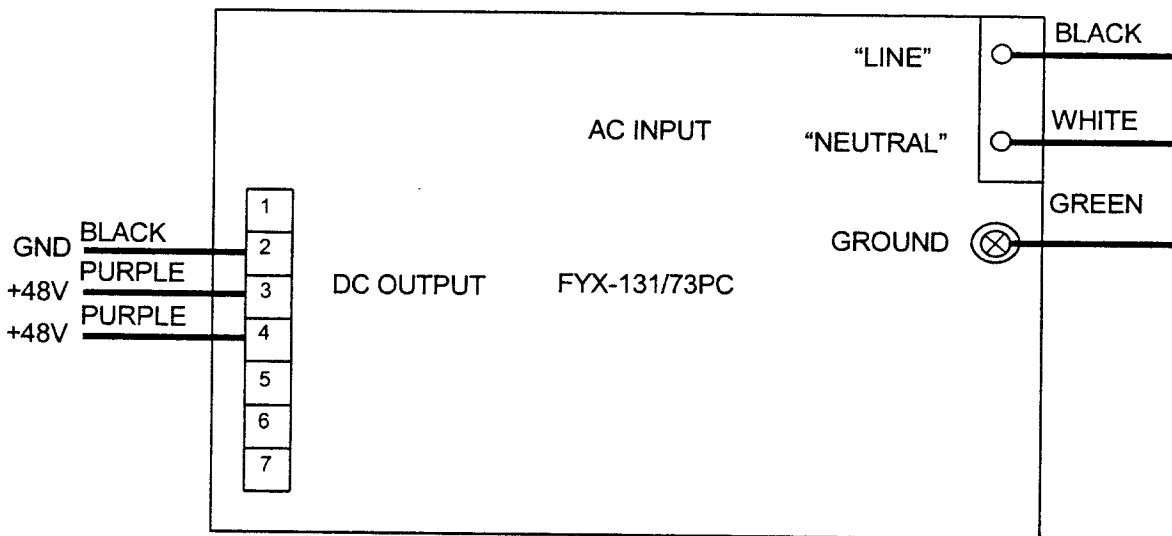 BLACK
“LINE”
WHITE
AC INPUT
“NEUTRAL”
GREEN
GROUND
1
GND BLACK 2
+48V PURPLE 3
DC OUTPUT FYX-131/73PC
+48V PURPLE 4
5
6
7